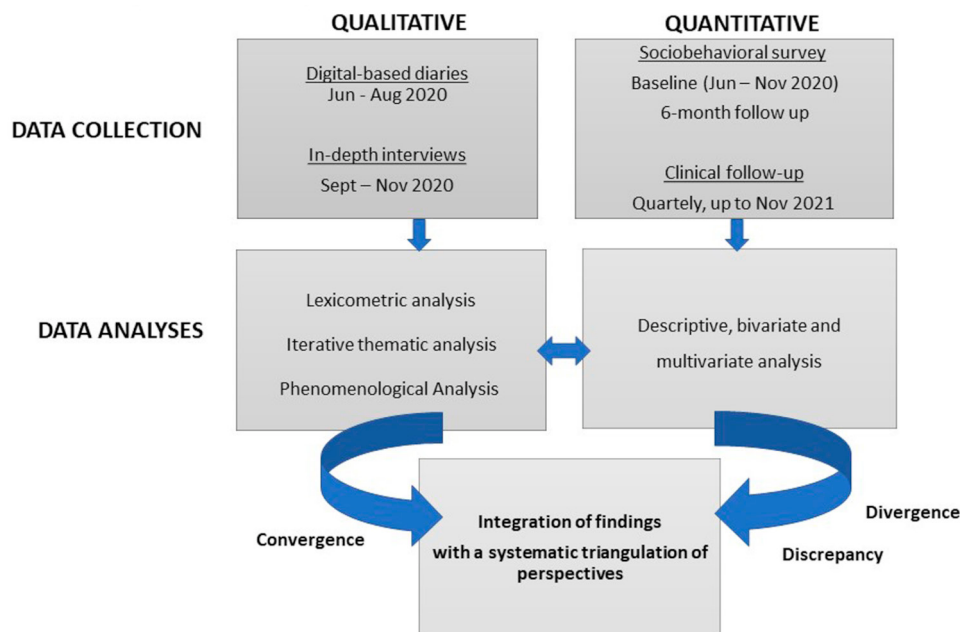 QUALITATIVE
QUANTITATIVE
DATA COLLECTION
Digital-based diaries
Jun - Aug 2020
In-depth interviews
Sept – Nov 2020
Sociobehavioral survey
Baseline (Jun – Nov 2020)
6-month follow up
Clinical follow-up
Quartely, up to Nov 2021
DATA ANALYSES
Lexicometric analysis
Iterative thematic analysis
Phenomenological Analysis
Descriptive, bivariate and
multivariate analysis
Convergence
Integration of findings
with a systematic triangulation of
perspectives
Divergence
Discrepancy